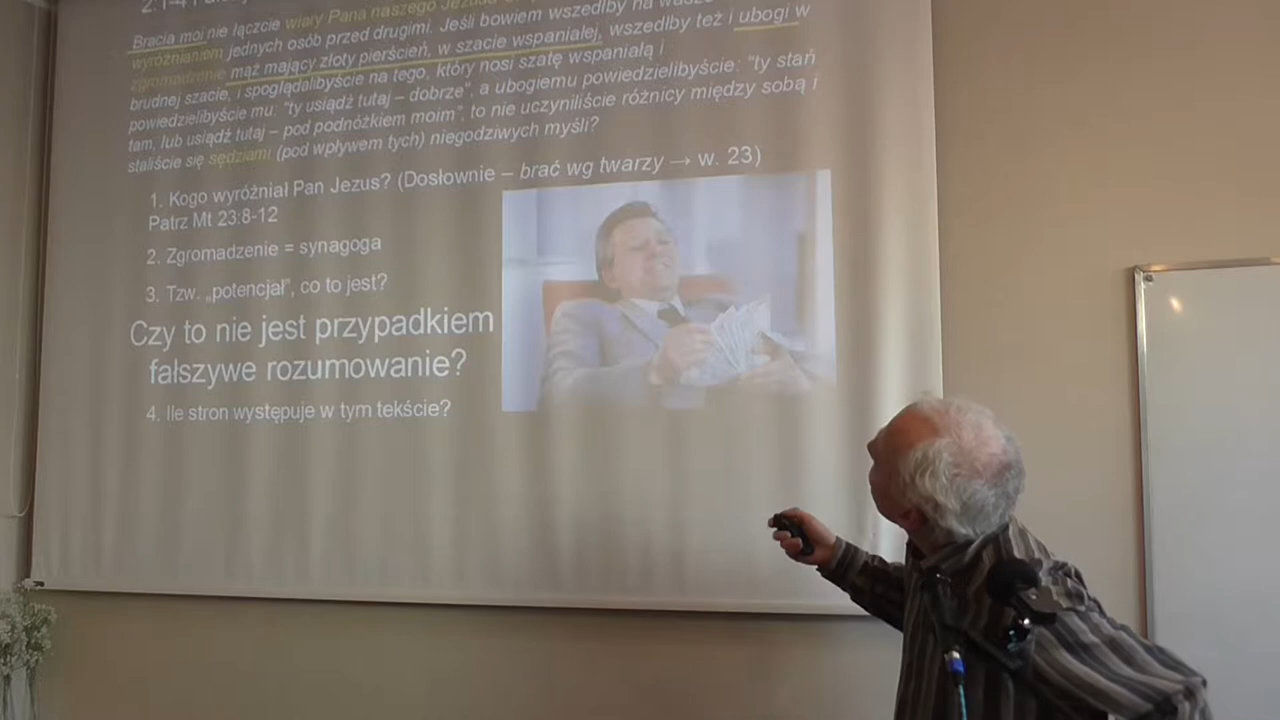 Bracia moi nie łączcie wiary Pana naszego Jezusa
wyróżnianiem jednych osób przed drugimi. Jeśli bowiem wszedłby na wasze
zgromadzenie mąż mający złoty pierścień, w szacie wspaniałej, wszedłby też i ubogi w
brudnej szacie, i spoglądalibyście na tego, który nosi szatę wspaniałą i
powiedzielibyście mu: "ty usiądź tutaj – dobrze", a ubogiemu powiedzielibyście: "ty stań
tam, lub usiądź tutaj – pod podnóżkiem moim", to nie uczyniliście różnicy między sobą i
staliście się sędziami (pod wpływem tych) niegodziwych myśli?
1. Kogo wyróżniał Pan Jezus? (Dosłownie – brać wg twarzy → w. 23)
Patrz Mt 23:8-12
2. Zgromadzenie = synagoga
3. Tzw. „potencjał”, co to jest?
Czy to nie jest przypadkiem
fałszywe rozumowanie?
4. Ile stron występuje w tym tekście?